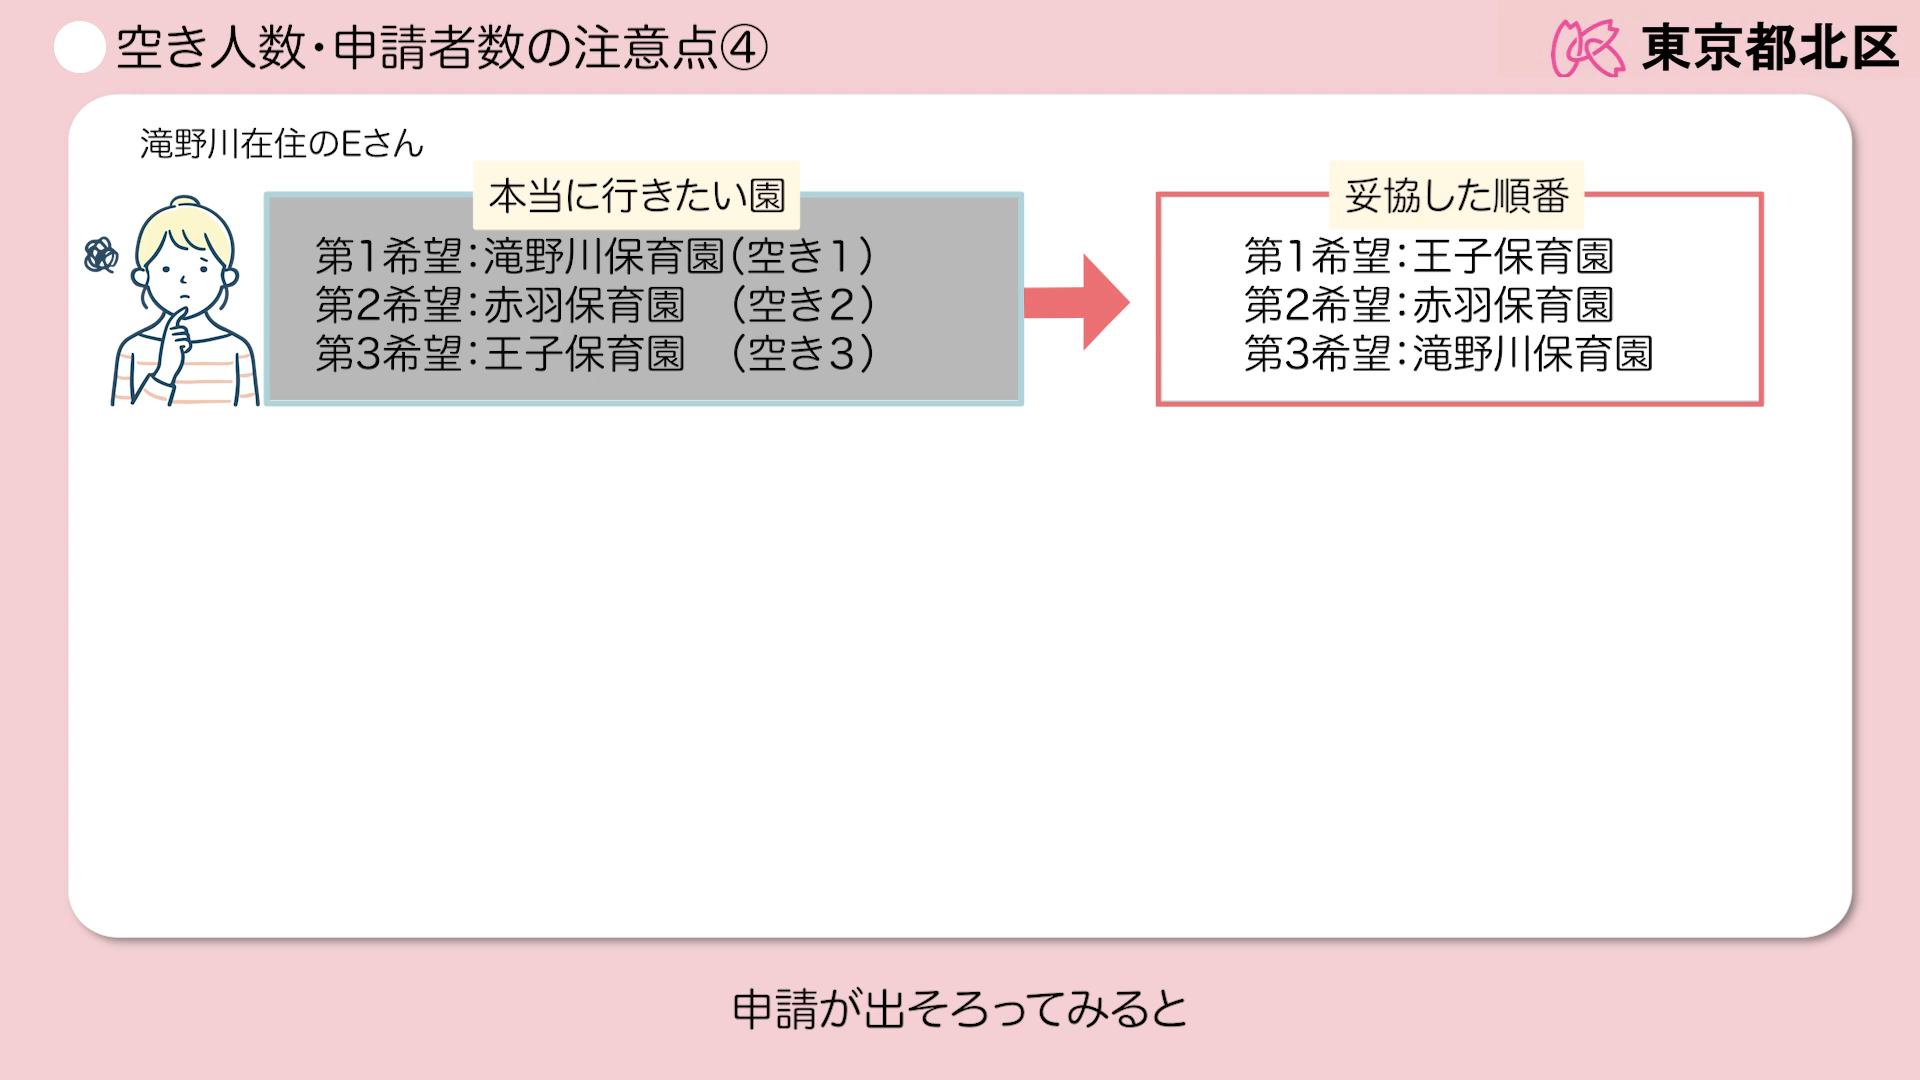 空き人数・申請者数の注意点④
東京都北区
滝野川在住のEさん
本当に行きたい園
第1希望：滝野川保育園（空き１）
第2希望：赤羽保育園　（空き２）
第3希望：王子保育園　（空き３）
妥協した順番
第1希望：王子保育園
第2希望：赤羽保育園
第3希望：滝野川保育園
申請が出そろってみると